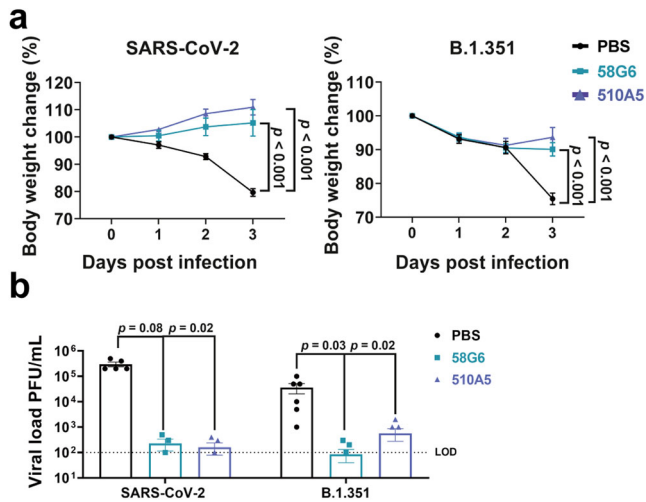 a
SARS-CoV-2
B.1.351
PBS
58G6
510A5
Body weight change (%)
120
110
100
90
80
70
0 1 2 3
Days post infection
p < 0.001
p < 0.001
Body weight change (%)
110
100
90
80
70
0 1 2 3
Days post infection
p < 0.001
p < 0.001
b
Viral load PFU/mL
10⁶
10⁵
10⁴
10³
10²
10¹
p = 0.08 p = 0.02
p = 0.03 p = 0.02
PBS
58G6
510A5
LOD
SARS-CoV-2
B.1.351